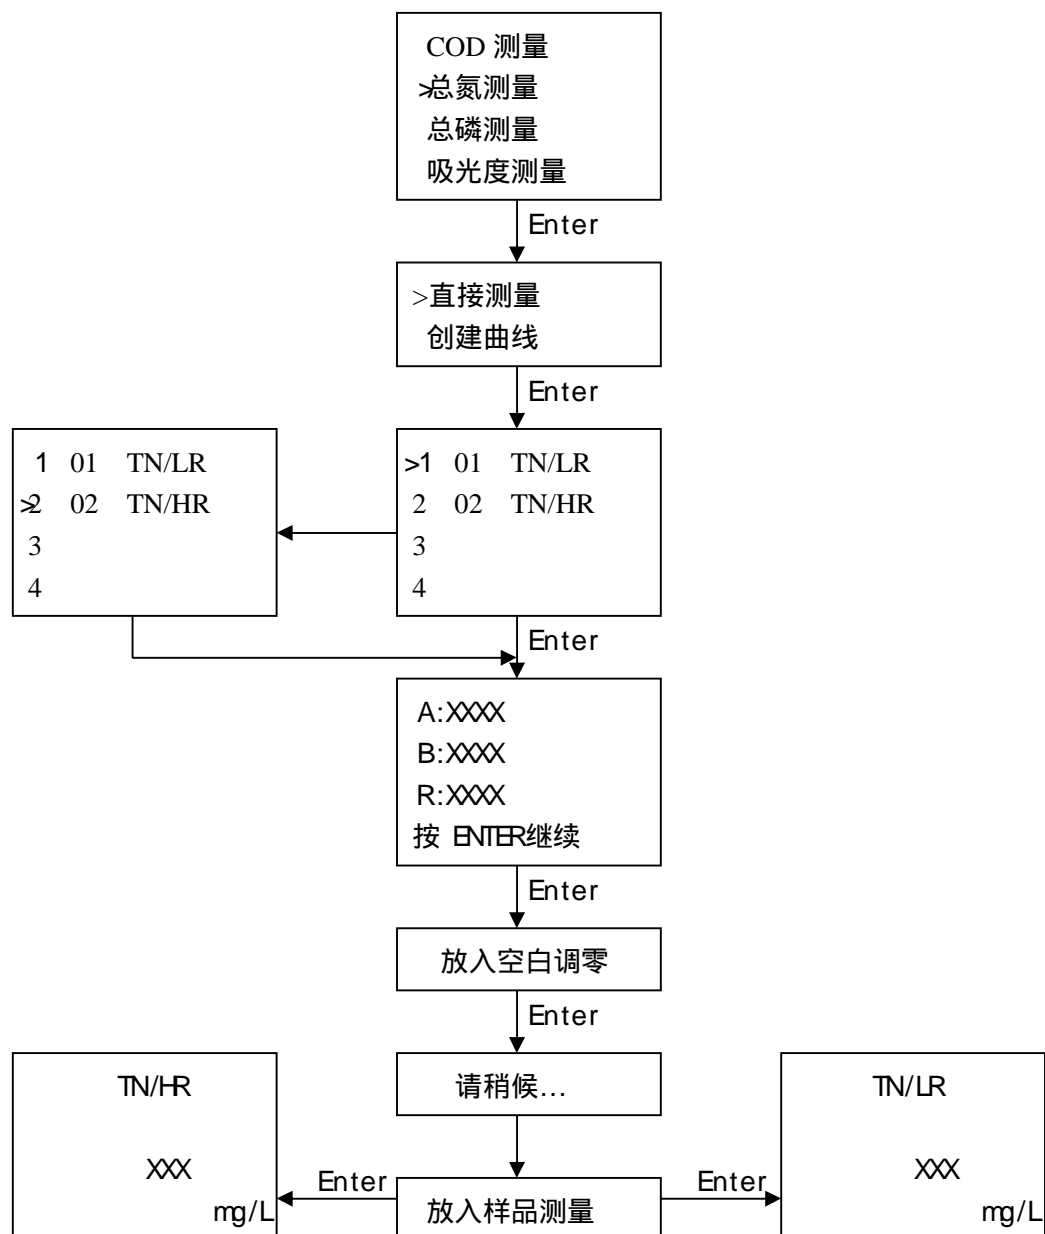 COD 测量
>总氮测量
总磷测量
吸光度测量
Enter
>直接测量
创建曲线
Enter
1 01 TN/LR
>2 02 TN/HR
3
4
>1 01 TN/LR
2 02 TN/HR
3
4
Enter
A:XXXX
B:XXXX
R:XXXX
按 ENTER继续
Enter
放入空白调零
Enter
请稍候...
TN/HR
XXX
mg/L
Enter
放入样品测量
Enter
TN/LR
XXX
mg/L